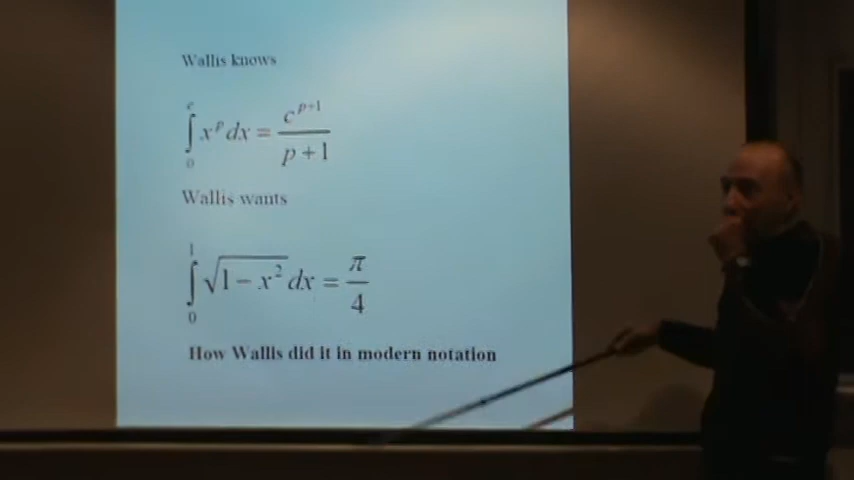 Wallis knows
∫₀ᶜ xᵖ dx = cᵖ⁺¹ / (p+1)
Wallis wants
∫₀¹ √(1 − x²) dx = π / 4
How Wallis did it in modern notation